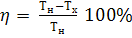 η = (Tн−Tх)/Tн 100%